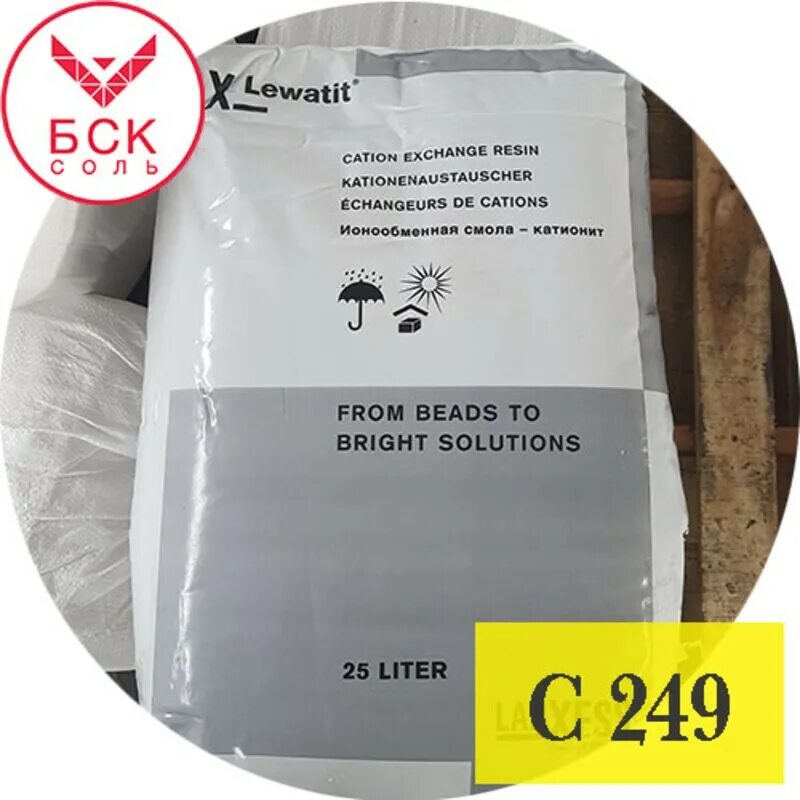 БСК
СОЛЬ
X Lewatit®
CATION EXCHANGE RESIN
KATIONENAUSTAUSCHER
ÉCHANGEURS DE CATIONS
Ионообменная смола – катионит
FROM BEADS TO
BRIGHT SOLUTIONS
25 LITER
LANXESS
C 249